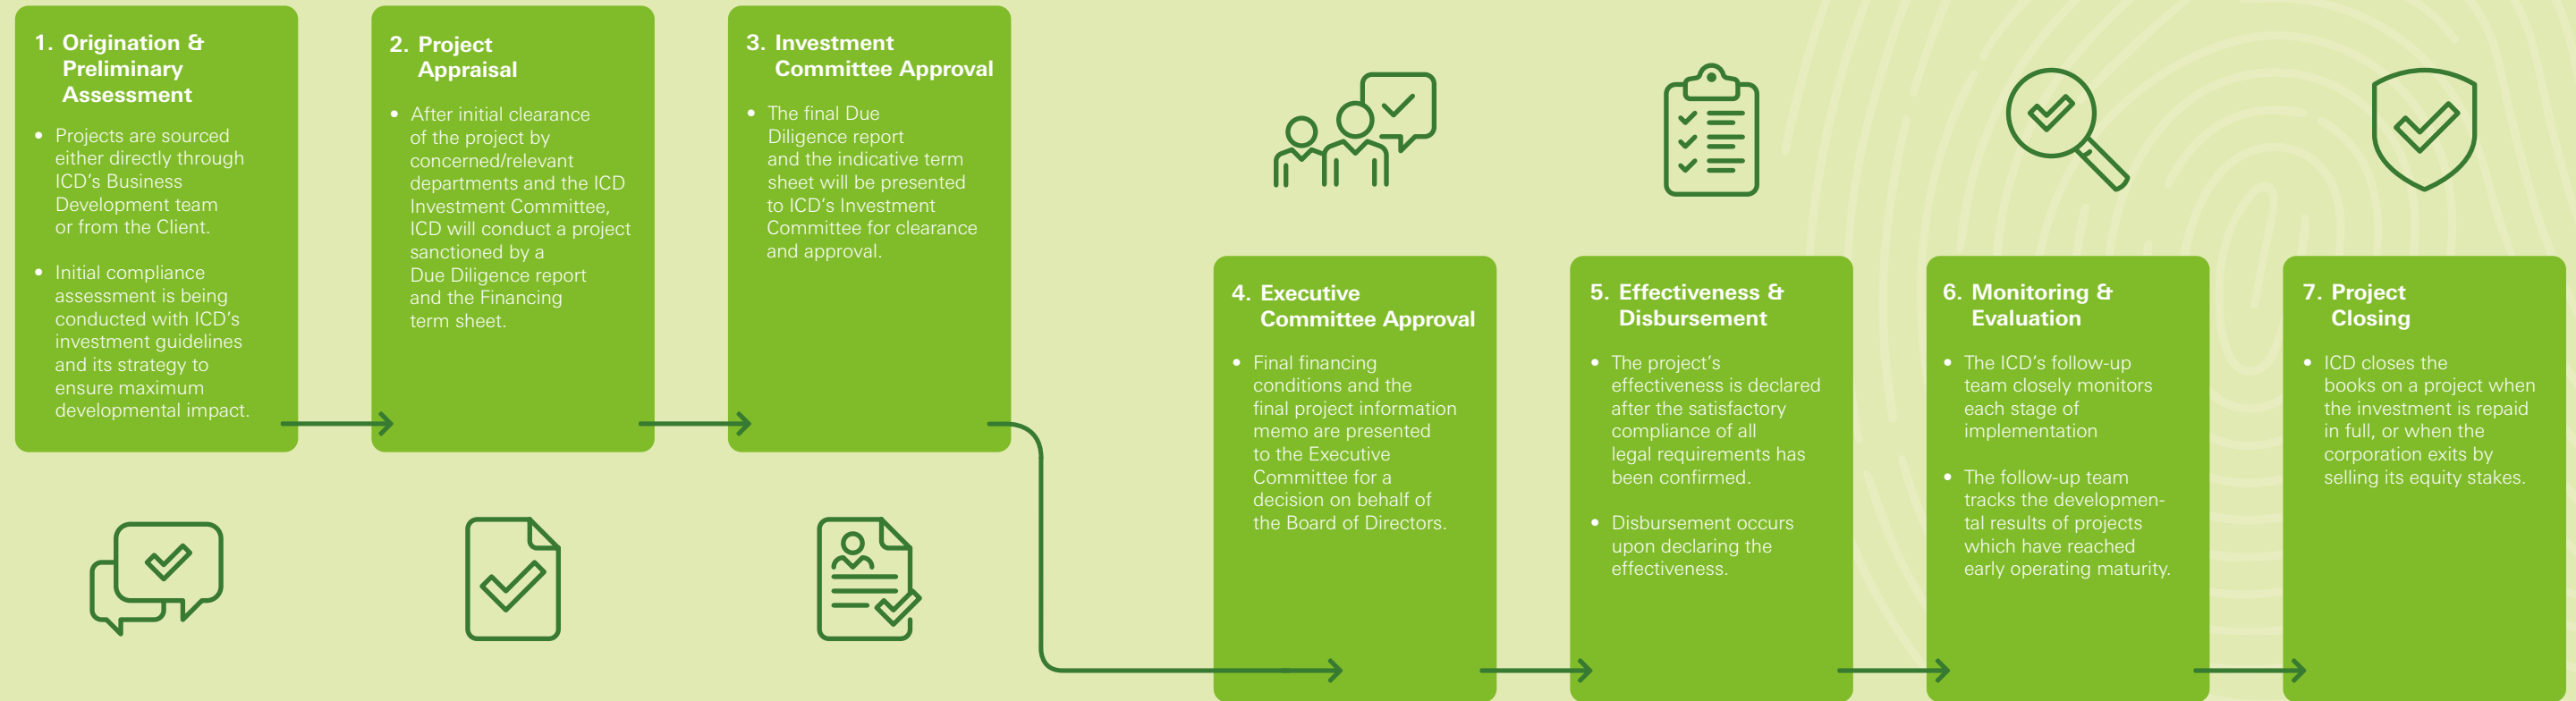 1. Origination &
Preliminary
Assessment
• Projects are sourced
either directly through
ICD's Business
Development team
or from the Client.
• Initial compliance
assessment is being
conducted with ICD's
investment guidelines
and its strategy to
ensure maximum
developmental impact.
2. Project
Appraisal
• After initial clearance
of the project by
concerned/relevant
departments and the ICD
Investment Committee,
ICD will conduct a project
sanctioned by a
Due Diligence report
and the Financing
term sheet.
3. Investment
Committee Approval
• The final Due
Diligence report
and the indicative term
sheet will be presented
to ICD's Investment
Committee for clearance
and approval.
4. Executive
Committee Approval
• Final financing
conditions and the
final project information
memo are presented
to the Executive
Committee for a
decision on behalf of
the Board of Directors.
5. Effectiveness &
Disbursement
• The project's
effectiveness is declared
after the satisfactory
compliance of all
legal requirements has
been confirmed.
• Disbursement occurs
upon declaring the
effectiveness.
6. Monitoring &
Evaluation
• The ICD's follow-up
team closely monitors
each stage of
implementation
• The follow-up team
tracks the developmen-
tal results of projects
which have reached
early operating maturity.
7. Project
Closing
• ICD closes the
books on a project when
the investment is repaid
in full, or when the
corporation exits by
selling its equity stakes.